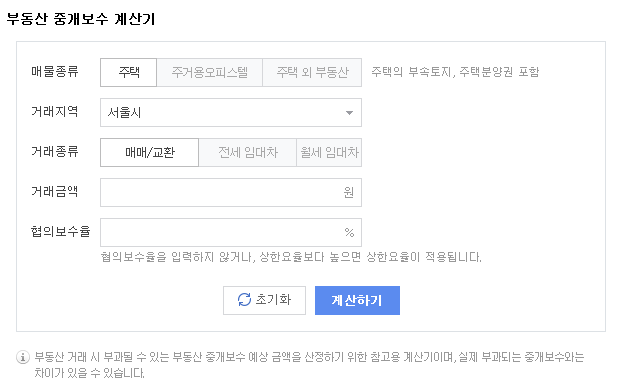 부동산 중개보수 계산기
매물종류 주택 주거용오피스텔 주택 외 부동산 주택의 부속토지, 주택분양권 포함
거래지역 서울시
거래종류 매매/교환 전세 임대차 월세 임대차
거래금액 원
협의보수율 %
협의보수율을 입력하지 않거나, 상한요율보다 높으면 상한요율이 적용됩니다.
초기화 계산하기
부동산 거래 시 부과될 수 있는 부동산 중개보수 예상 금액을 산정하기 위한 참고용 계산기이며, 실제 부과되는 중개보수와는
차이가 있을 수 있습니다.